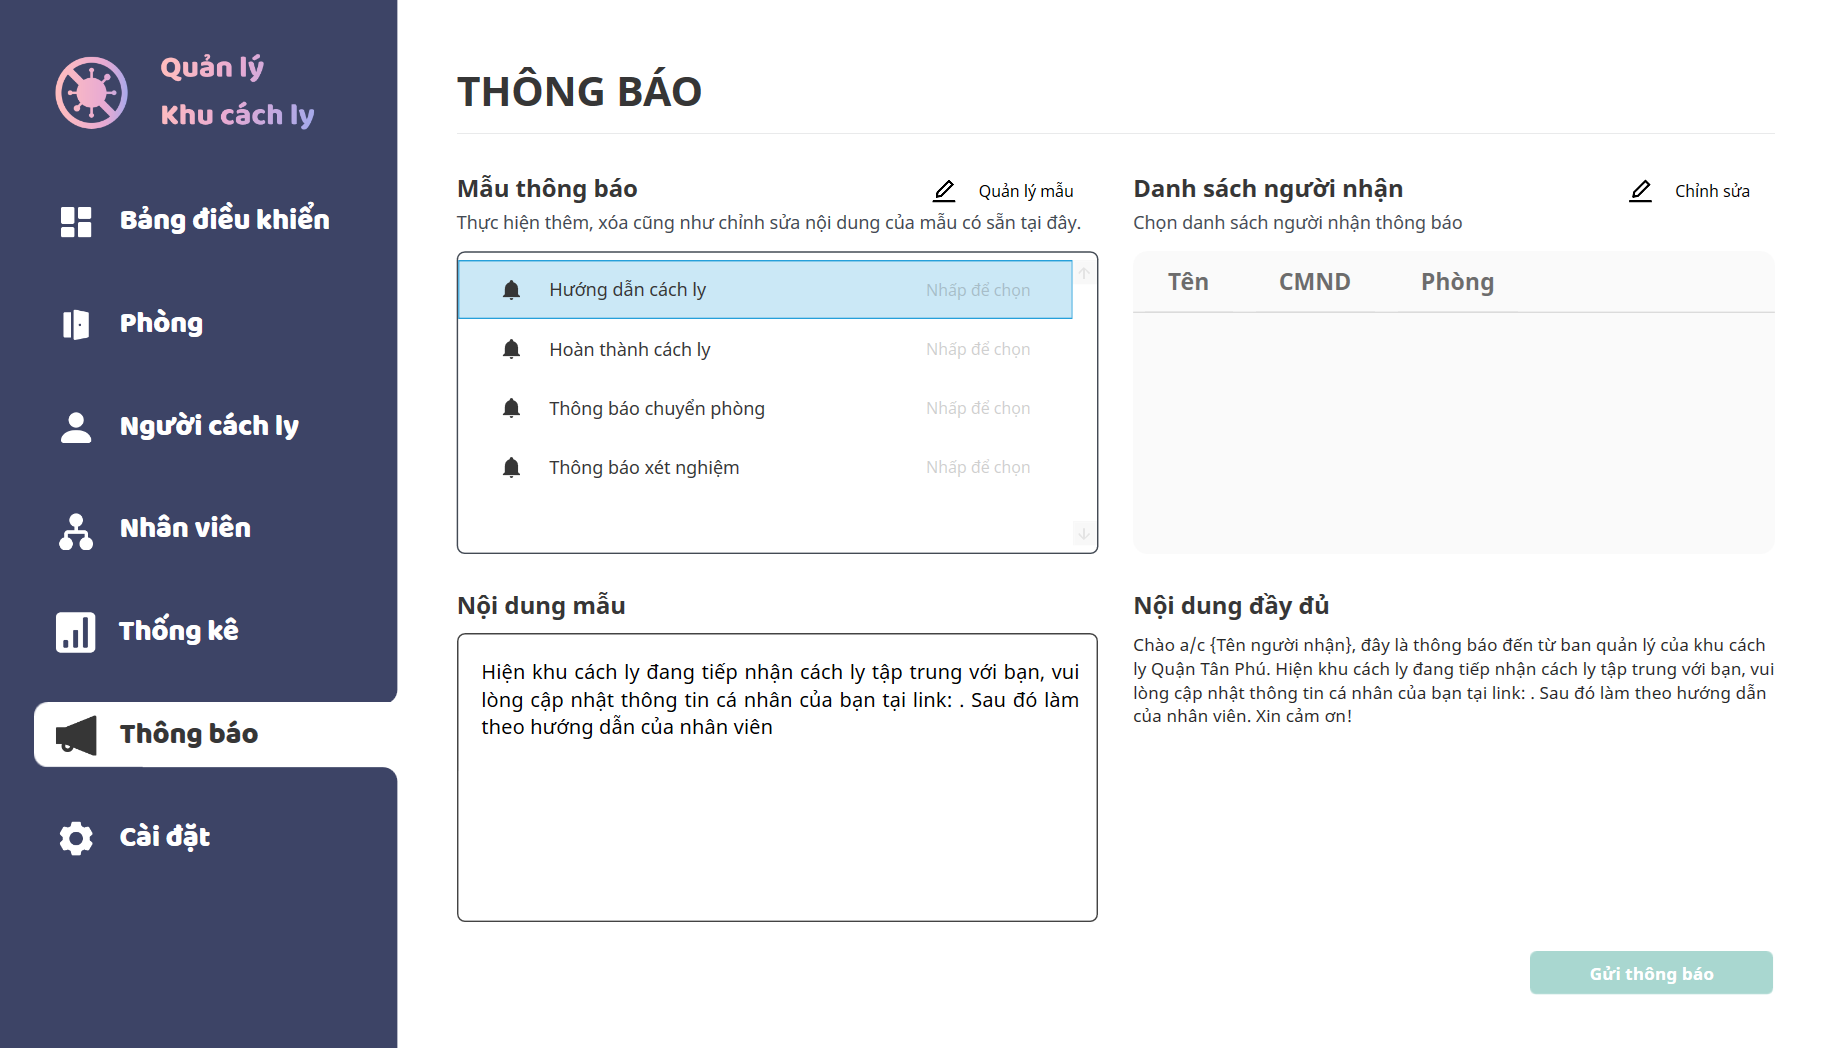 Quản lý
Khu cách ly
Bảng điều khiển
Phòng
Người cách ly
Nhân viên
Thống kê
Thông báo
Cài đặt
THÔNG BÁO
Mẫu thông báo
Quản lý mẫu
Thực hiện thêm, xóa cũng như chỉnh sửa nội dung của mẫu có sẵn tại đây.
Hướng dẫn cách ly
Nhấp để chọn
Hoàn thành cách ly
Nhấp để chọn
Thông báo chuyển phòng
Nhấp để chọn
Thông báo xét nghiệm
Nhấp để chọn
Danh sách người nhận
Chỉnh sửa
Chọn danh sách người nhận thông báo
Tên CMND Phòng
Nội dung mẫu
Hiện khu cách ly đang tiếp nhận cách ly tập trung với bạn, vui
lòng cập nhật thông tin cá nhân của bạn tại link: . Sau đó làm
theo hướng dẫn của nhân viên
Nội dung đầy đủ
Chào a/c {Tên người nhận}, đây là thông báo đến từ ban quản lý của khu cách
ly Quận Tân Phú. Hiện khu cách ly đang tiếp nhận cách ly tập trung với bạn, vui
lòng cập nhật thông tin cá nhân của bạn tại link: . Sau đó làm theo hướng dẫn
của nhân viên. Xin cảm ơn!
Gửi thông báo